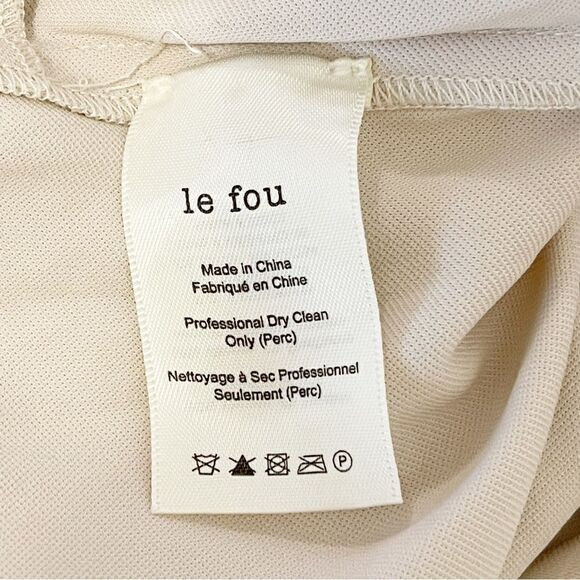 le fou
Made in China
Fabriqué en Chine
Professional Dry Clean
Only (Perc)
Nettoyage à Sec Professionnel
Seulement (Perc)
P